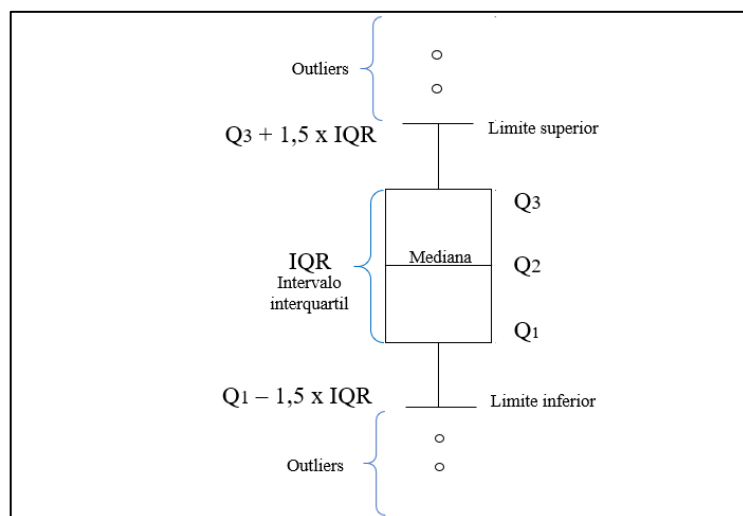 Outliers
Limite superior
Q3 + 1,5 x IQR
Q3
Mediana
IQR
Intervalo
interquartil
Q2
Q1
Q1 – 1,5 x IQR
Limite inferior
Outliers